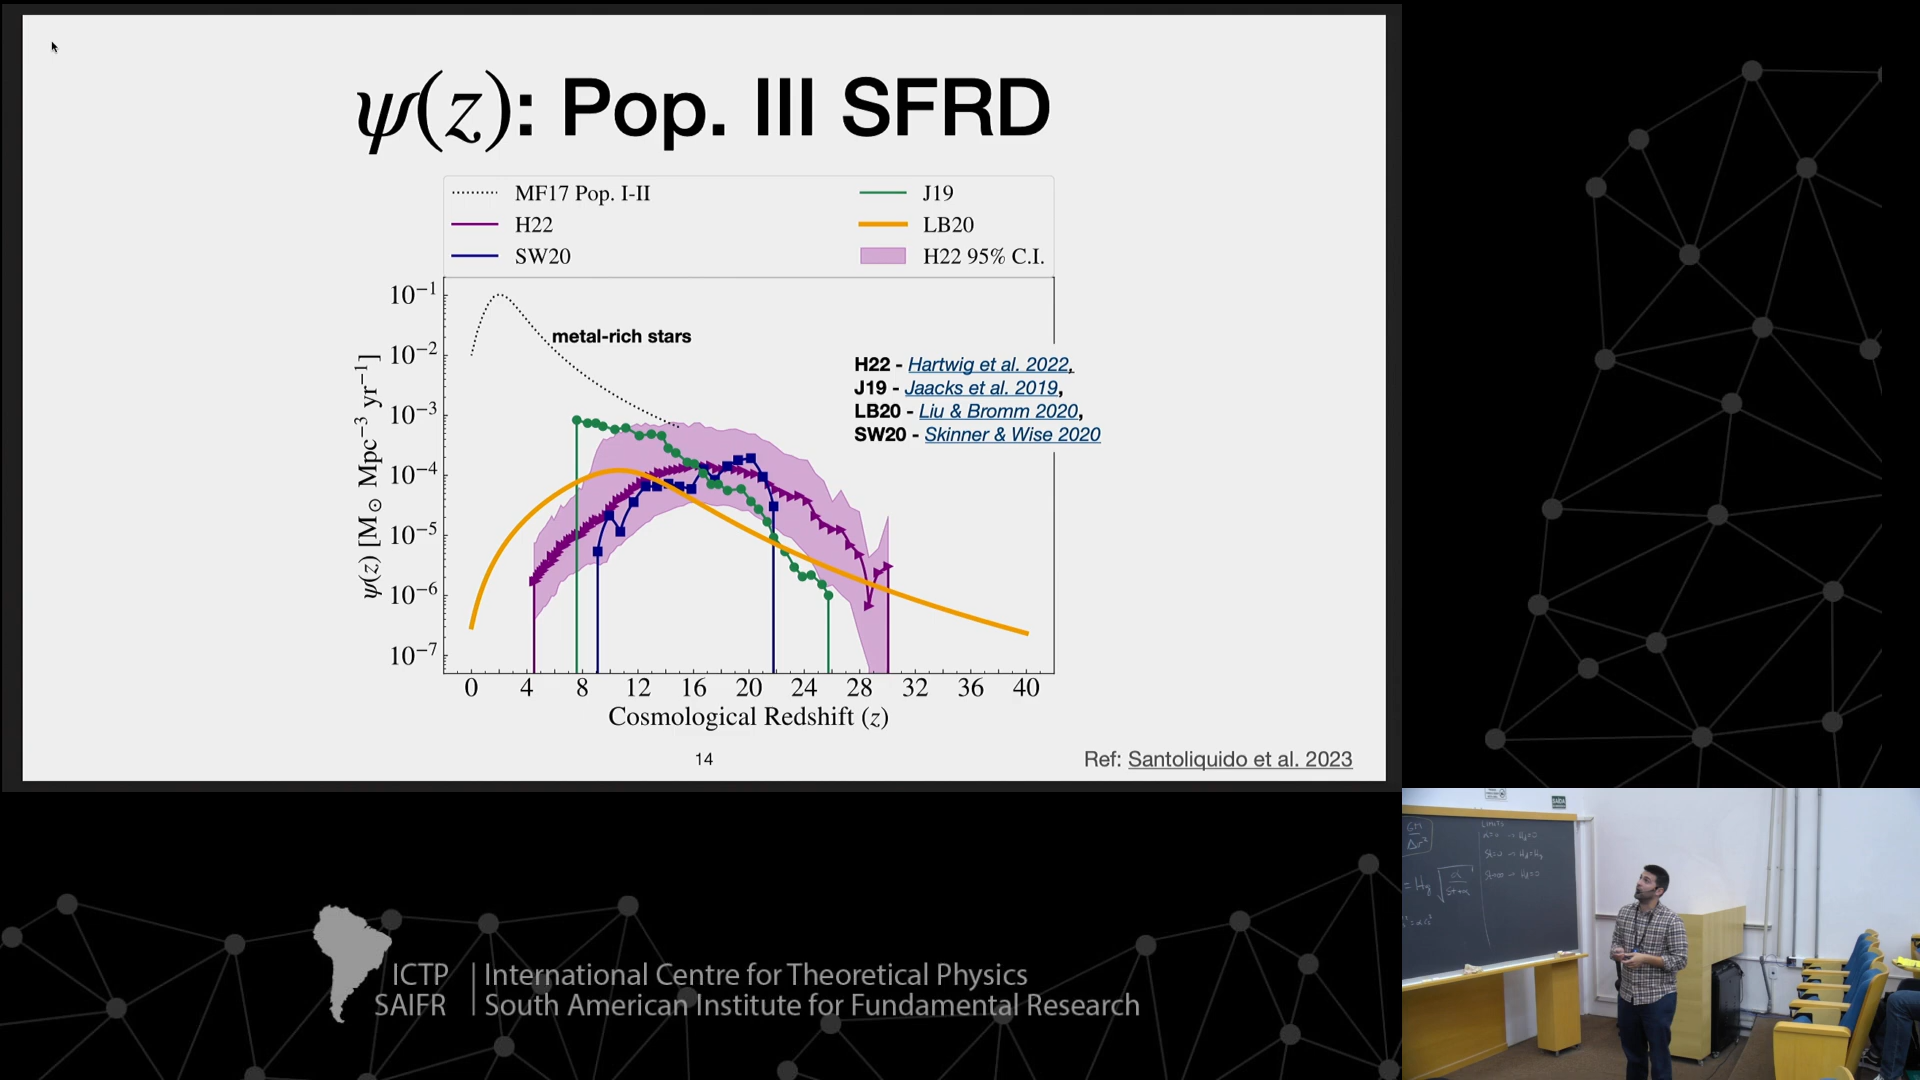 ψ(z): Pop. III SFRD
MF17 Pop. I-II
H22
SW20
J19
LB20
H22 95% C.I.
10⁻¹
10⁻²
10⁻³
10⁻⁴
10⁻⁵
10⁻⁶
10⁻⁷
ψ(z) [M⊙ Mpc⁻³ yr⁻¹]
metal-rich stars
H22 - Hartwig et al. 2022,
J19 - Jaacks et al. 2019,
LB20 - Liu & Bromm 2020,
SW20 - Skinner & Wise 2020
0 4 8 12 16 20 24 28 32 36 40
Cosmological Redshift (z)
14
Ref: Santoliquido et al. 2023
ICTP | International Centre for Theoretical Physics
SAIFR | South American Institute for Fundamental Research
LIMITS
SAÍDA